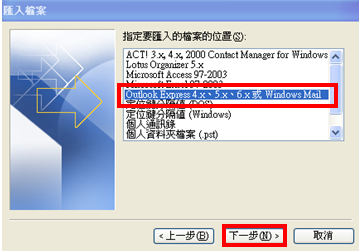 匯入檔案
指定要匯入的檔案的位置(S):
ACT! 3.x, 4.x, 2000 Contact Manager for Windows
Lotus Organizer 5.x
Microsoft Access 97-2003
Microsoft Excel 97-2003
Outlook Express 4.x、5.x、6.x 或 Windows Mail
定位鍵分隔值 (DOS)
定位鍵分隔值 (Windows)
個人通訊錄
個人資料夾檔案 (.pst)
<上一步(B) 下一步(N)> 取消